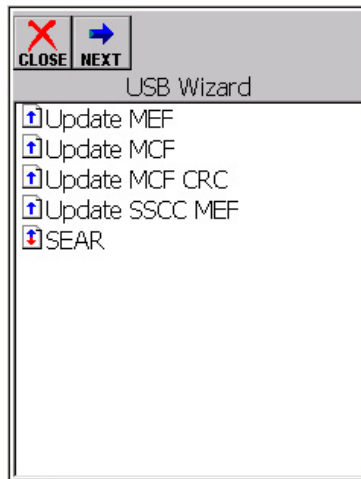 CLOSE NEXT
USB Wizard
Update MEF
Update MCF
Update MCF CRC
Update SSCC MEF
SEAR